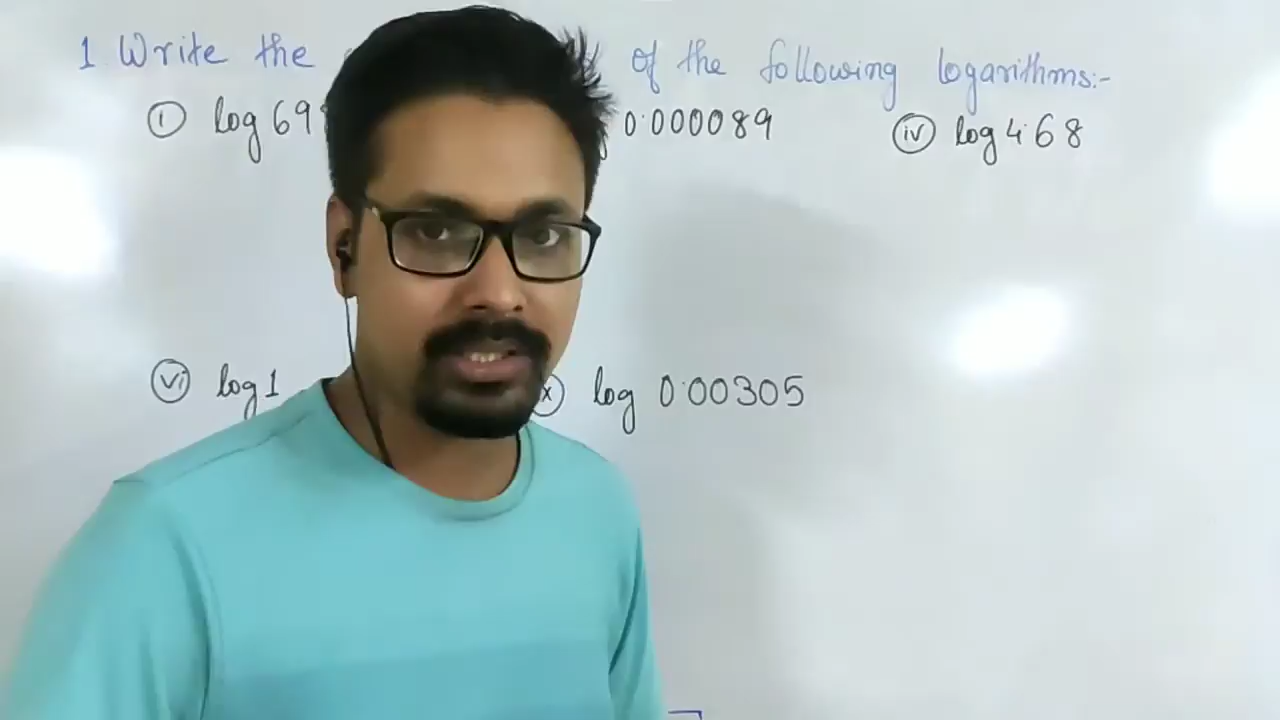 1 Write the of the following logarithms:-
(i) log 69 0.000089 (iv) log 4.68
(vi) log 1 (x) log 0.00305